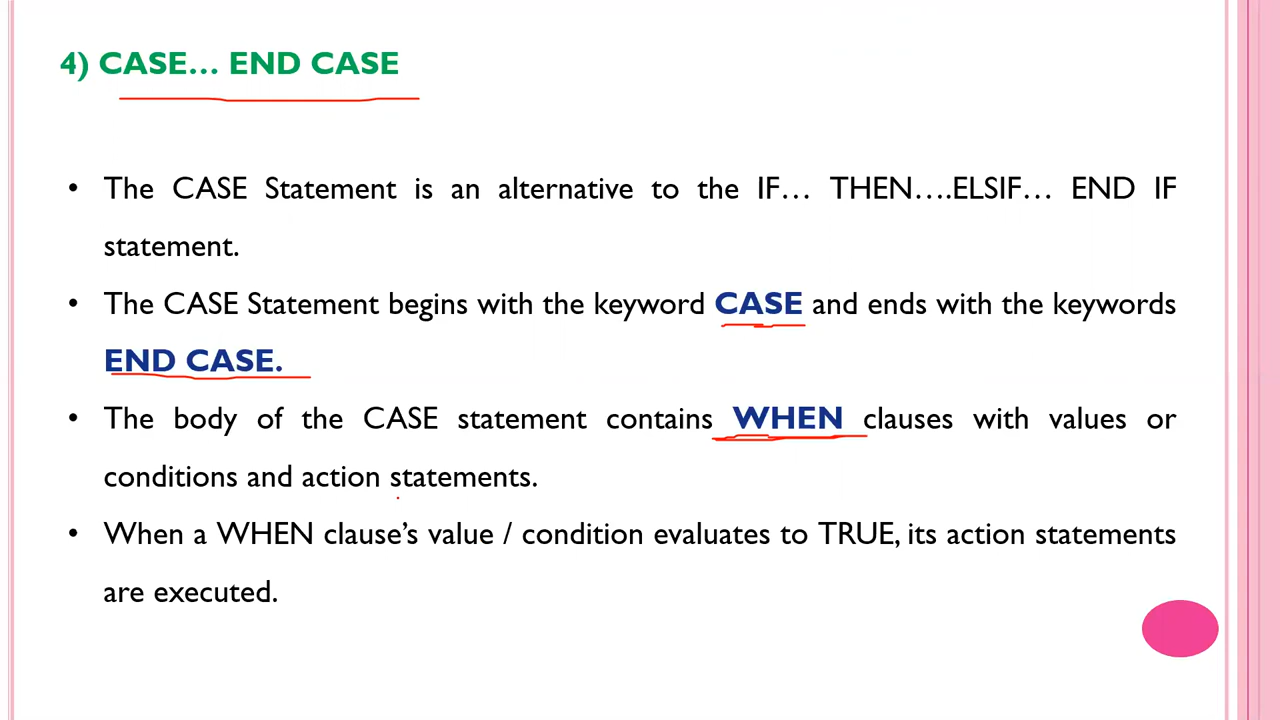 4) CASE… END CASE
• The CASE Statement is an alternative to the IF… THEN….ELSIF… END IF
statement.
• The CASE Statement begins with the keyword CASE and ends with the keywords
END CASE.
• The body of the CASE statement contains WHEN clauses with values or
conditions and action statements.
• When a WHEN clause’s value / condition evaluates to TRUE, its action statements
are executed.